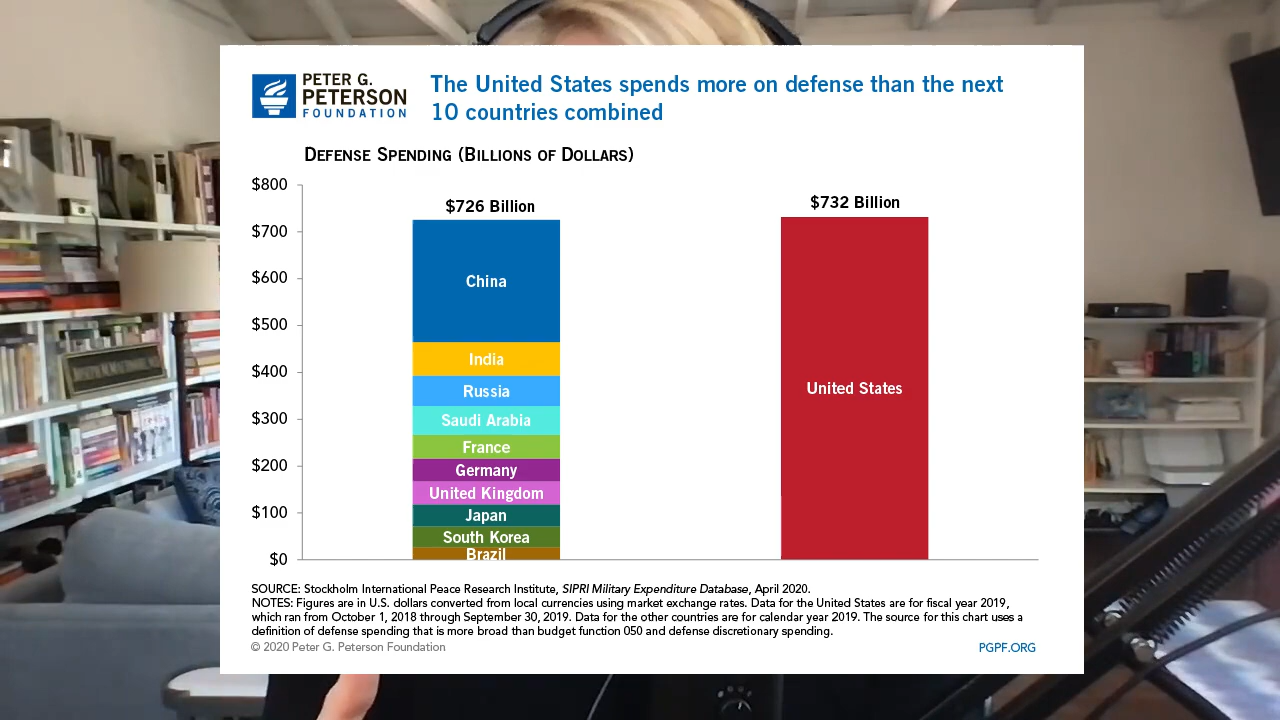 PETER G.
PETERSON
FOUNDATION
The United States spends more on defense than the next
10 countries combined
DEFENSE SPENDING (BILLIONS OF DOLLARS)
$800
$700
$600
$500
$400
$300
$200
$100
$0
$726 Billion
China
India
Russia
Saudi Arabia
France
Germany
United Kingdom
Japan
South Korea
Brazil
$732 Billion
United States
SOURCE: Stockholm International Peace Research Institute, SIPRI Military Expenditure Database, April 2020.
NOTES: Figures are in U.S. dollars converted from local currencies using market exchange rates. Data for the United States are for fiscal year 2019,
which ran from October 1, 2018 through September 30, 2019. Data for the other countries are for calendar year 2019. The source for this chart uses a
definition of defense spending that is more broad than budget function 050 and defense discretionary spending.
© 2020 Peter G. Peterson Foundation
PGPF.ORG